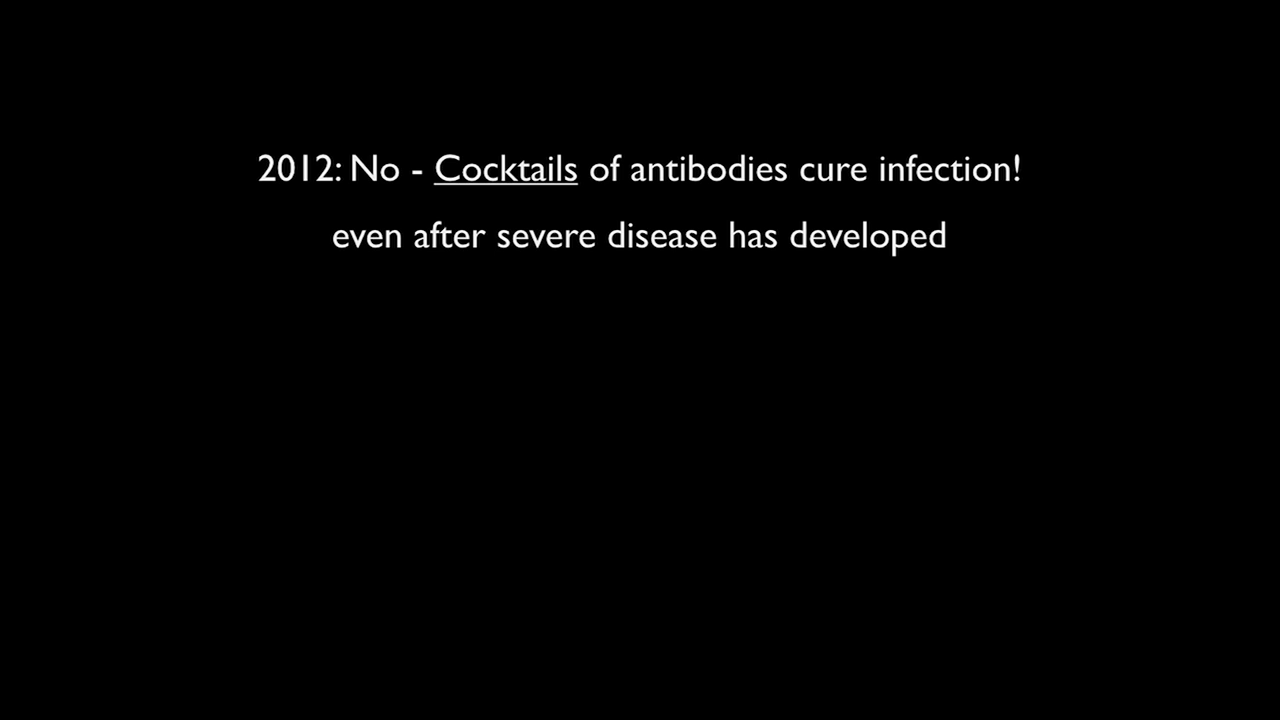 2012: No - Cocktails of antibodies cure infection!
even after severe disease has developed